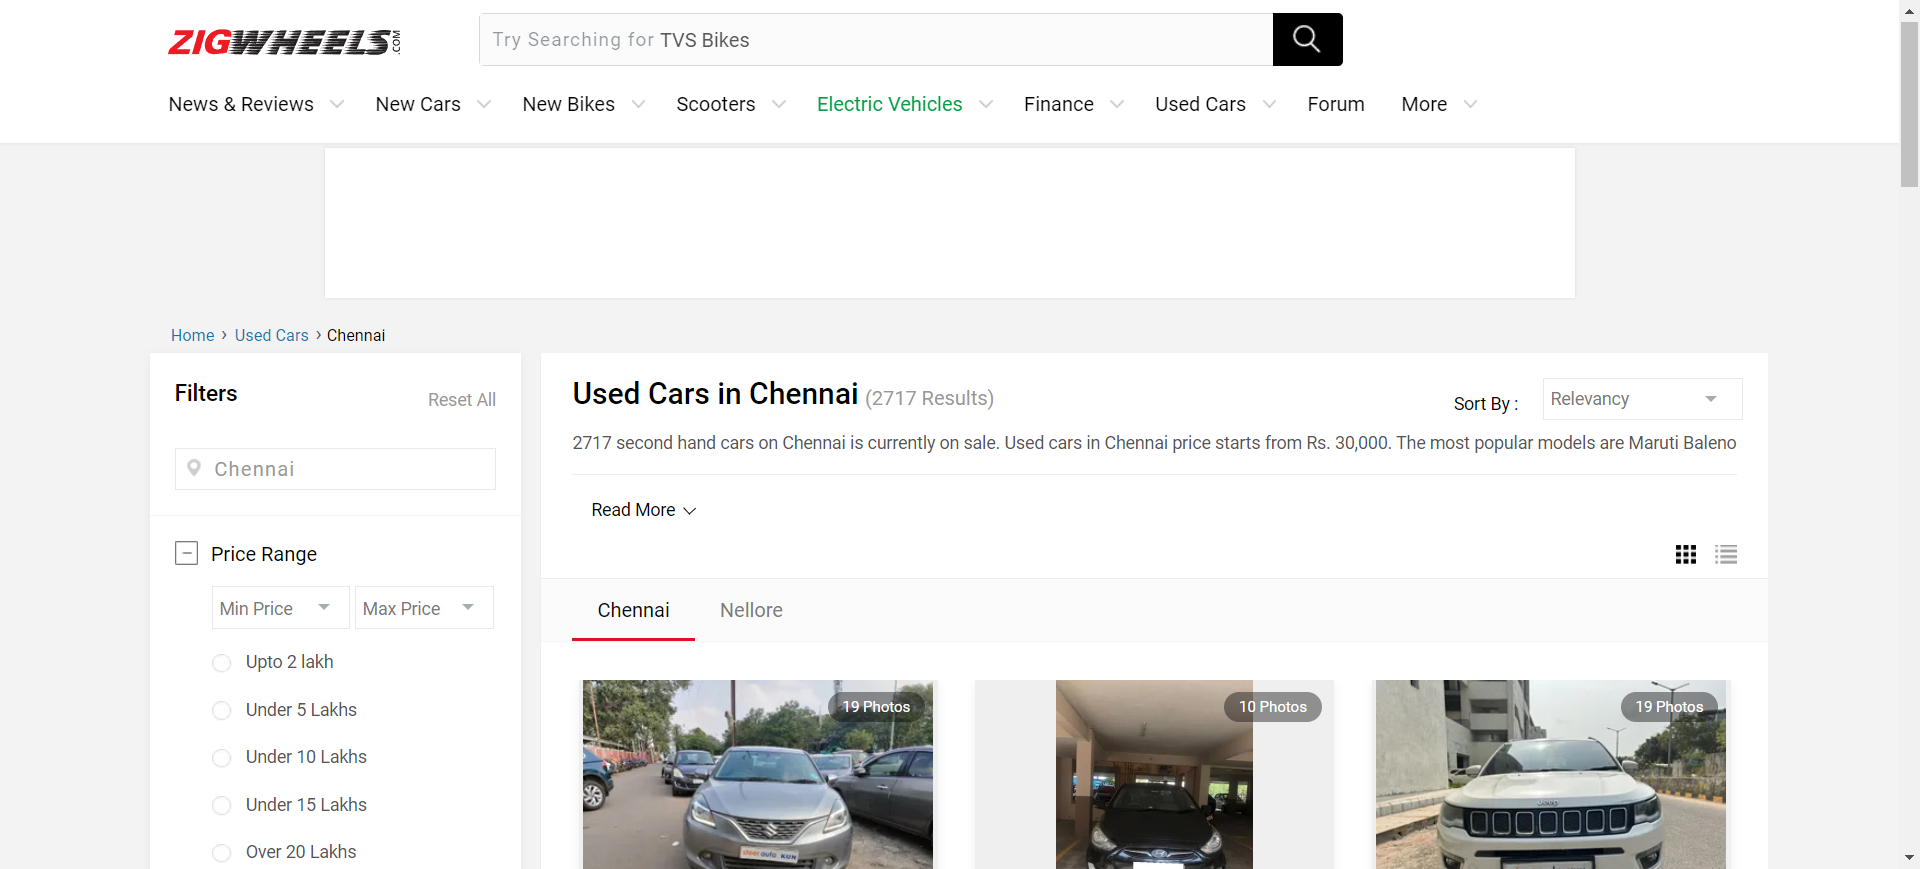 ZIGWHEELS.COM
Try Searching for TVS Bikes
News & Reviews New Cars New Bikes Scooters Electric Vehicles Finance Used Cars Forum More
Home › Used Cars › Chennai
Filters
Reset All
Chennai
Price Range
Min Price Max Price
Upto 2 lakh
Under 5 Lakhs
Under 10 Lakhs
Under 15 Lakhs
Over 20 Lakhs
Used Cars in Chennai (2717 Results)
Sort By : Relevancy
2717 second hand cars on Chennai is currently on sale. Used cars in Chennai price starts from Rs. 30,000. The most popular models are Maruti Baleno
Read More
Chennai Nellore
19 Photos
steer auto KUN
10 Photos
19 Photos
Jeep